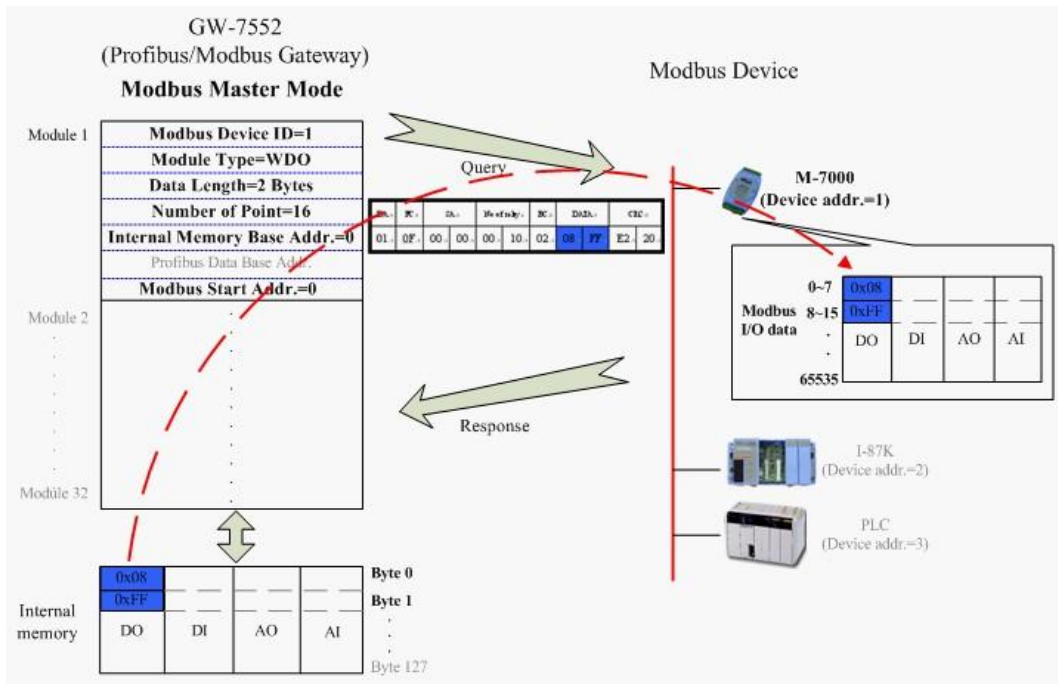 GW-7552
(Profibus/Modbus Gateway)
Modbus Master Mode
Modbus Device
Module 1
Modbus Device ID=1
Module Type=WDO
Data Length=2 Bytes
Number of Point=16
Internal Memory Base Addr.=0
Profibus Data Base Addr.
Modbus Start Addr.=0
Module 2
Module 32
Query
FC SA BC DATA CRC
01 0F 00 00 00 10 02 08 FF E2 20
Response
M-7000
(Device addr.=1)
0~7 0x08
8~15 0xFF
Modbus
I/O data
DO DI AO AI
65535
I-87K
(Device addr.=2)
PLC
(Device addr.=3)
0x08 Byte 0
0xFF Byte 1
Internal
memory
DO DI AO AI
Byte 127